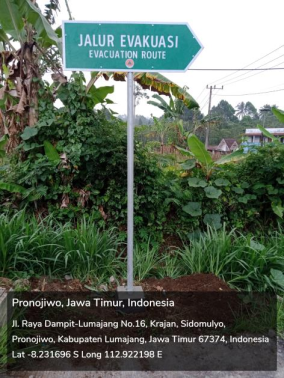 JALUR EVAKUASI
EVACUATION ROUTE
Pronojiwo, Jawa Timur, Indonesia
Jl. Raya Dampit-Lumajang No.16, Krajan, Sidomulyo,
Pronojiwo, Kabupaten Lumajang, Jawa Timur 67374, Indonesia
Lat -8.231696 S Long 112.922198 E